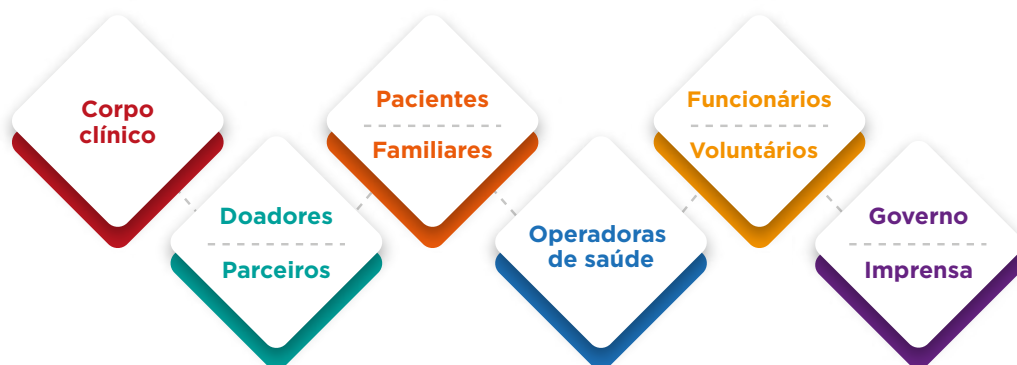 Corpo
clínico
Doadores
Parceiros
Pacientes
Familiares
Operadoras
de saúde
Funcionários
Voluntários
Governo
Imprensa